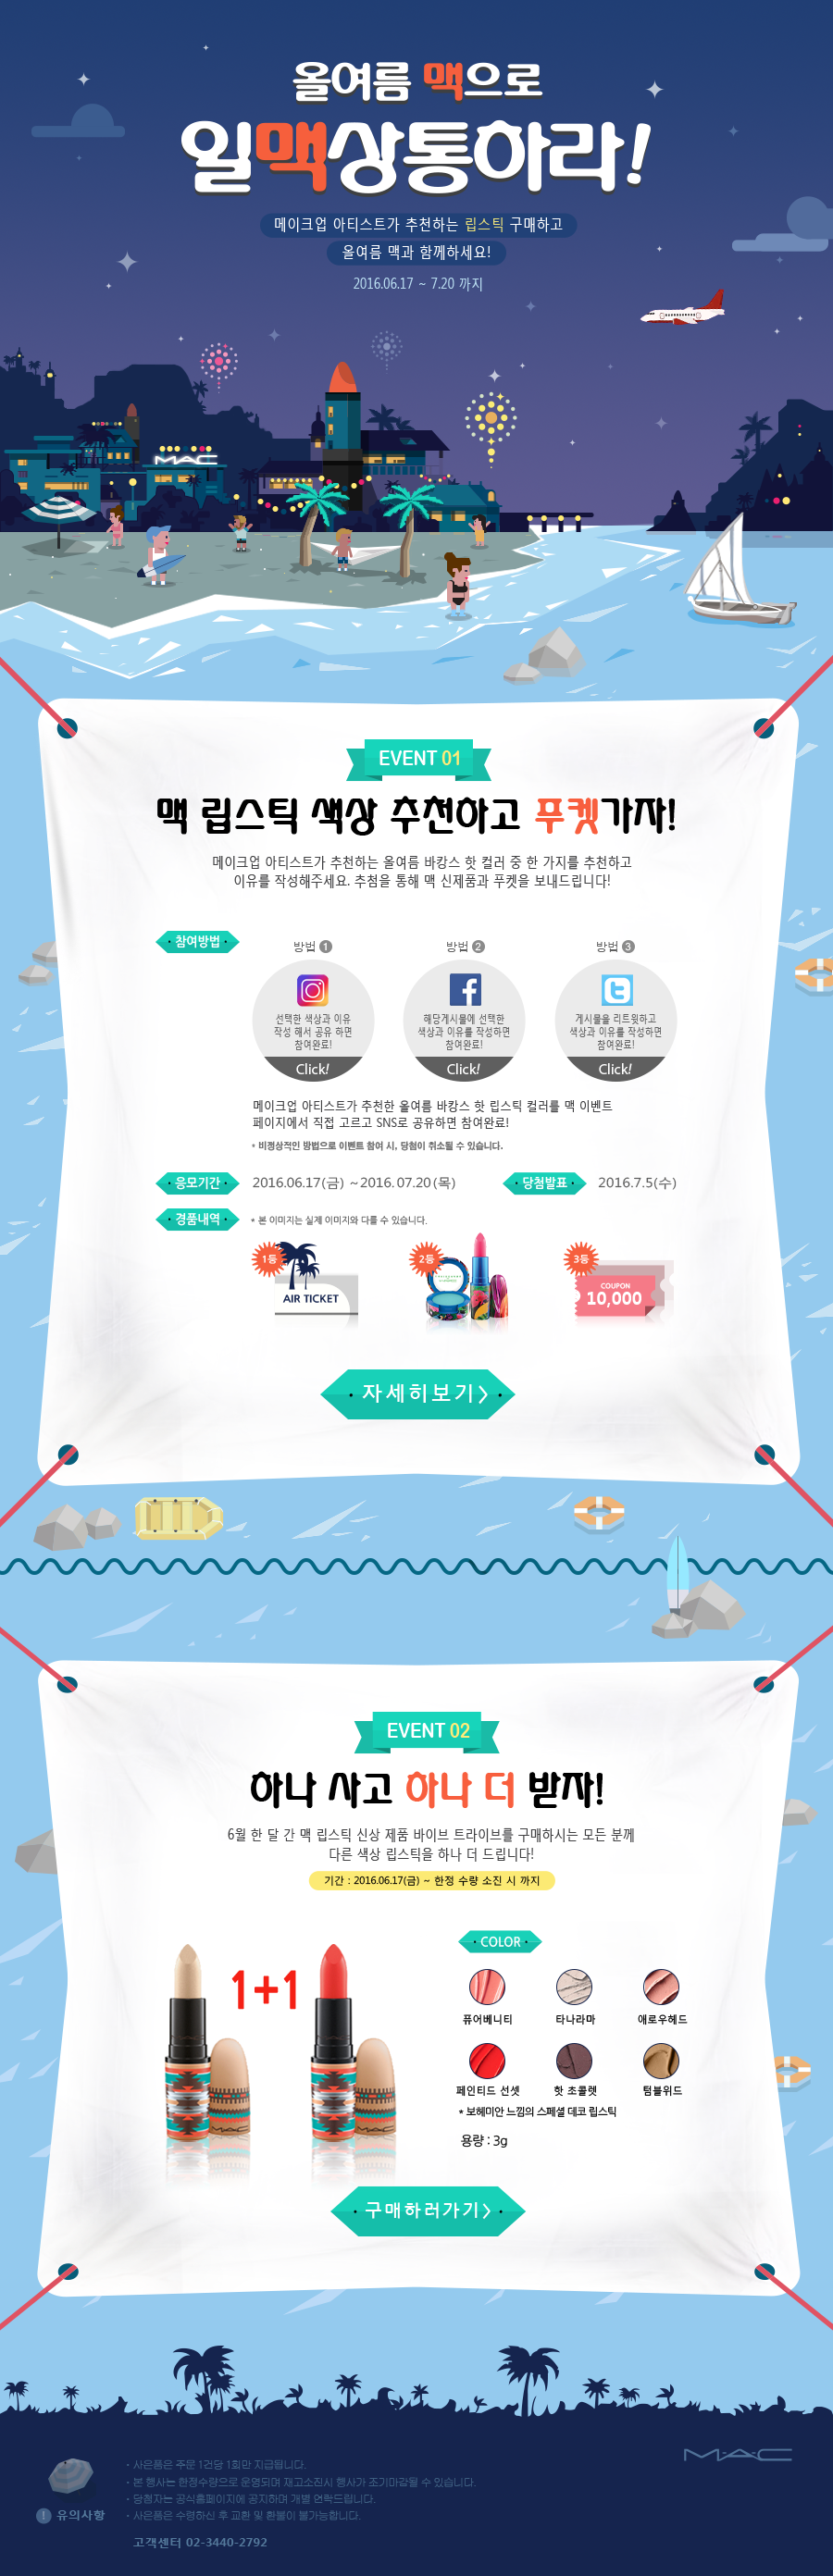 올여름 맥으로
일맥상통하라!
메이크업 아티스트가 추천하는 립스틱 구매하고
올여름 맥과 함께하세요!
2016.06.17 ~ 7.20 까지
MAC
EVENT 01
맥 립스틱 색상 추천하고 푸켓가자!
메이크업 아티스트가 추천하는 올여름 바캉스 핫 컬러 중 한 가지를 추천하고
이유를 작성해주세요. 추첨을 통해 맥 신제품과 푸켓을 보내드립니다!
참여방법
방법 1
방법 2
방법 3
선택한 색상과 이유
작성 해서 공유 하면
참여완료!
Click!
해당게시물에 선택한
색상과 이유를 작성하면
참여완료!
Click!
게시물을 리트윗하고
색상과 이유를 작성하면
참여완료!
Click!
메이크업 아티스트가 추천한 올여름 바캉스 핫 립스틱 컬러를 맥 이벤트
페이지에서 직접 고르고 SNS로 공유하면 참여완료!
* 비정상적인 방법으로 이벤트 참여 시, 당첨이 취소될 수 있습니다.
응모기간
2016.06.17(금) ~2016. 07.20(목)
당첨발표
2016.7.5(수)
경품내역
* 본 이미지는 실제 이미지와 다를 수 있습니다.
1등
AIR TICKET
2등
3등
COUPON
10,000
자세히보기>
EVENT 02
하나 사고 하나 더 받자!
6월 한 달 간 맥 립스틱 신상 제품 바이브 트라이브를 구매하시는 모든 분께
다른 색상 립스틱을 하나 더 드립니다!
기간 : 2016.06.17(금) ~ 한정 수량 소진 시 까지
1+1
COLOR
퓨어베니티
타나라마
애로우헤드
페인티드 선셋
핫 초콜렛
텀블위드
* 보헤미안 느낌의 스페셜 데코 립스틱
용량 : 3g
구매하러가기>
M·A·C
! 유의사항
· 사은품은 주문 1건당 1회만 지급됩니다.
· 본 행사는 한정수량으로 운영되며 재고소진시 행사가 조기마감될 수 있습니다.
· 당첨자는 공식홈페이지에 공지하며 개별 연락드립니다.
· 사은품은 수령하신 후 교환 및 환불이 불가능합니다.
고객센터 02-3440-2792